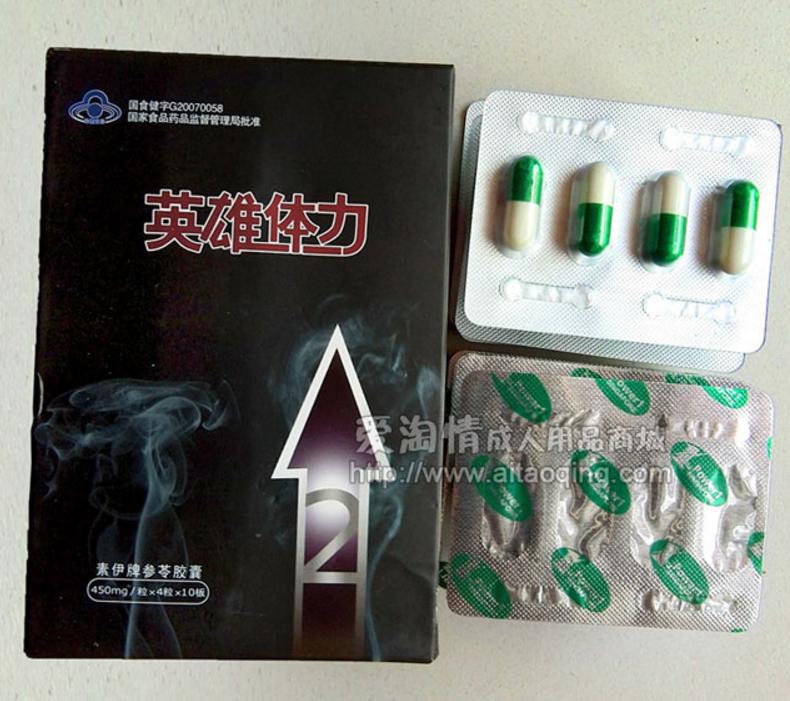 国食健字G20070058
国家食品药品监督管理局批准
英雄体力
2
素伊牌参苓胶囊
450mg/粒×4粒×10板
爱淘情成人用品商城
http://www.aitaoqing.com/